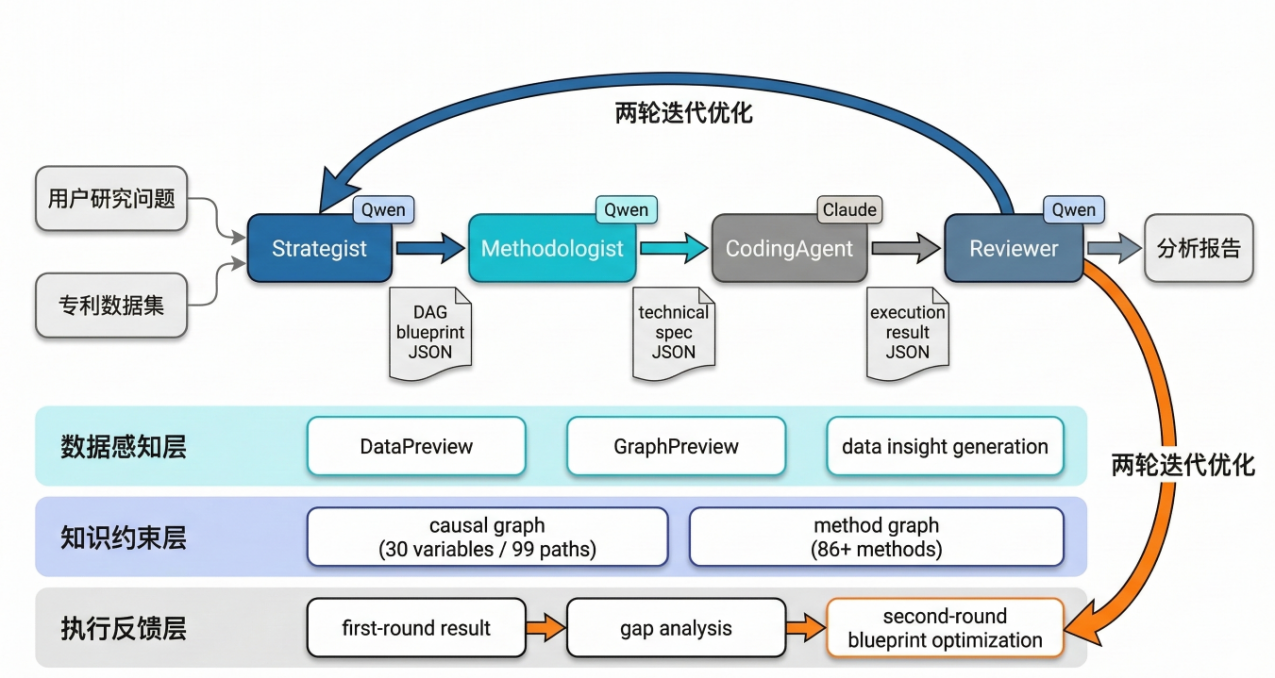 两轮迭代优化
用户研究问题
专利数据集
Qwen
Strategist
Qwen
Methodologist
Claude
CodingAgent
Qwen
Reviewer
分析报告
DAG
blueprint
JSON
technical
spec
JSON
execution
result
JSON
数据感知层
DataPreview
GraphPreview
data insight generation
两轮迭代优化
知识约束层
causal graph
(30 variables / 99 paths)
method graph
(86+ methods)
执行反馈层
first-round result
gap analysis
second-round
blueprint optimization